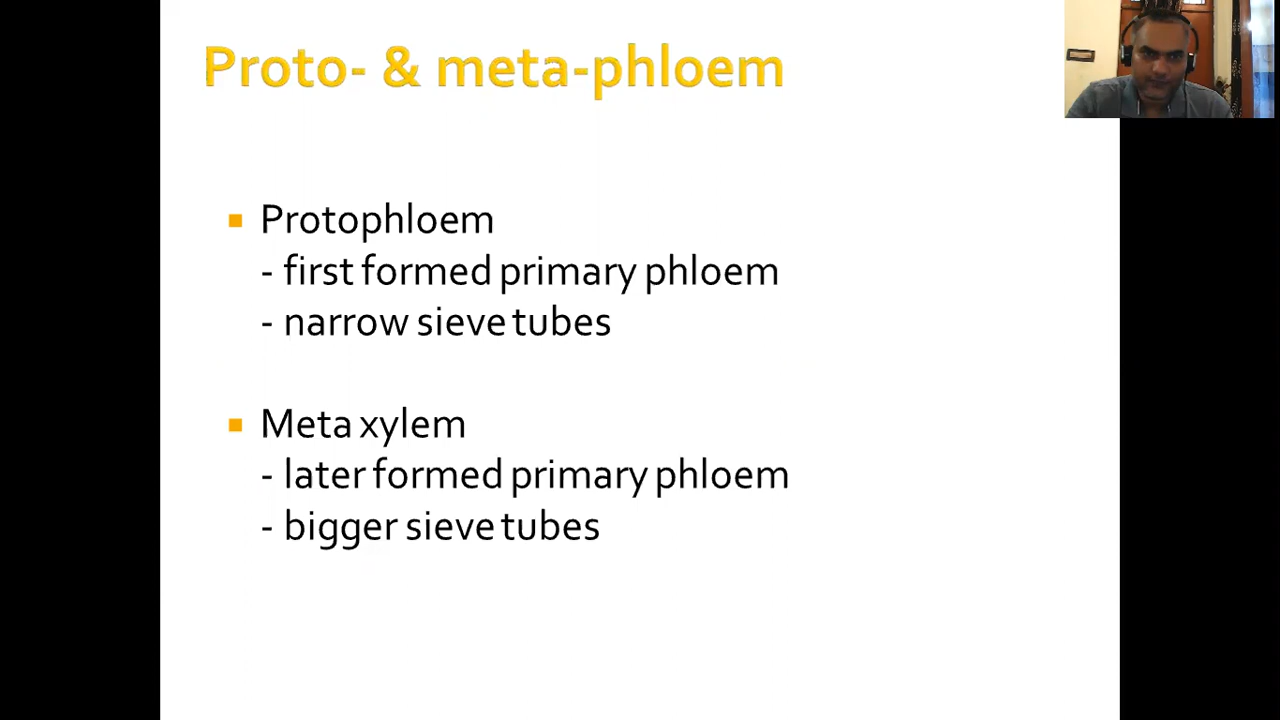 Proto- & meta-phloem
Protophloem
- first formed primary phloem
- narrow sieve tubes
Meta xylem
- later formed primary phloem
- bigger sieve tubes